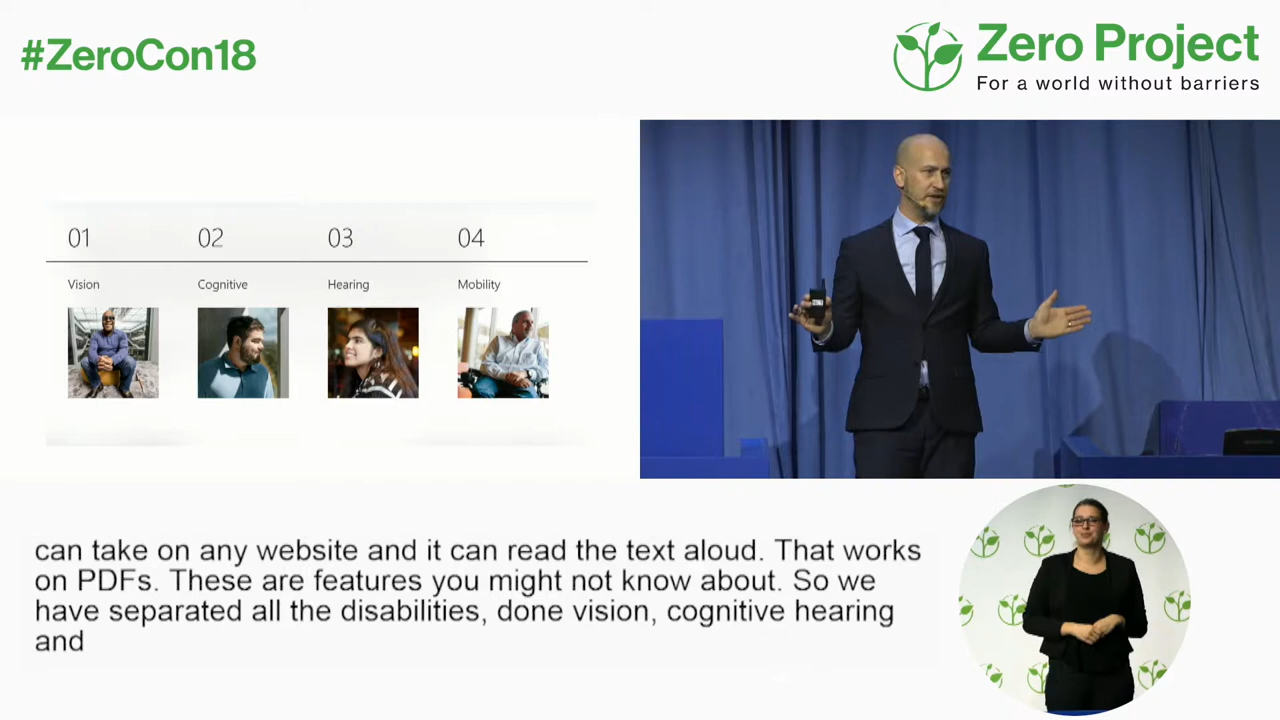 #ZeroCon18
Zero Project
For a world without barriers
01
02
03
04
Vision
Cognitive
Hearing
Mobility
can take on any website and it can read the text aloud. That works
on PDFs. These are features you might not know about. So we
have separated all the disabilities, done vision, cognitive hearing
and